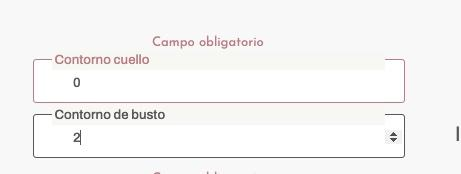 Campo obligatorio
Contorno cuello
0
Contorno de busto
2